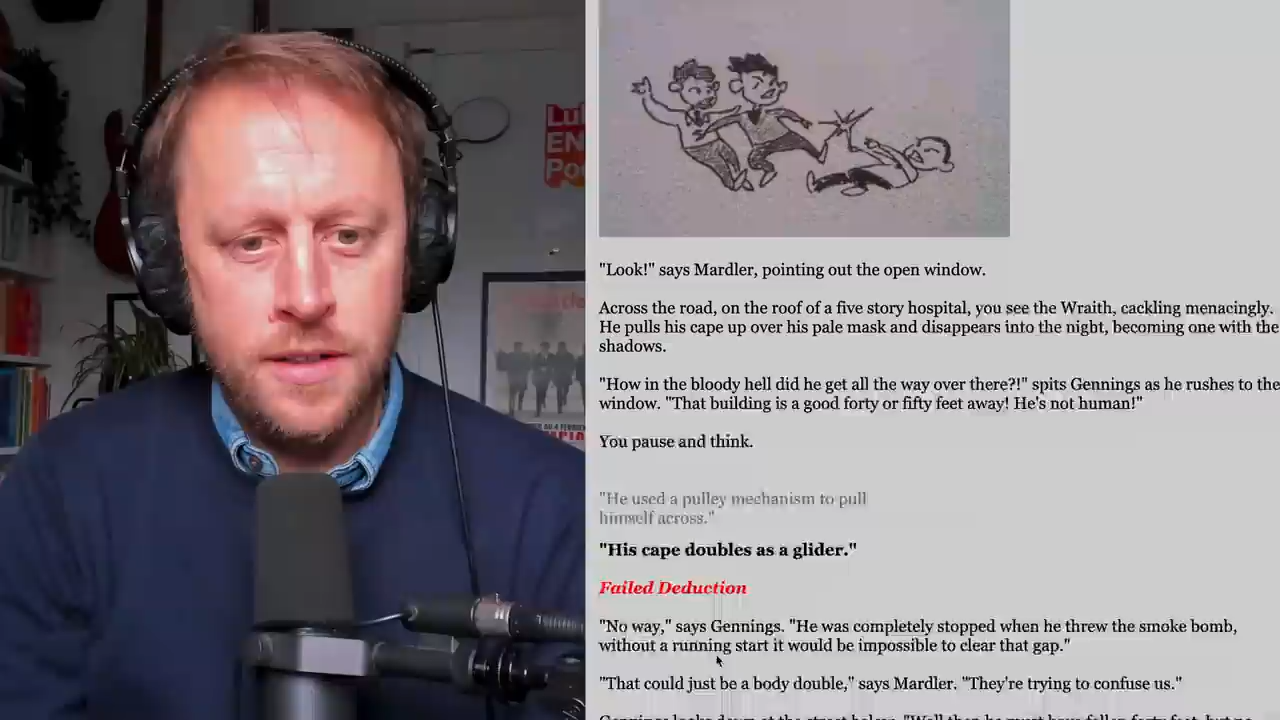 Lu
EN
Po
"Look!" says Mardler, pointing out the open window.
Across the road, on the roof of a five story hospital, you see the Wraith, cackling menacingly.
He pulls his cape up over his pale mask and disappears into the night, becoming one with the
shadows.
"How in the bloody hell did he get all the way over there?!" spits Gennings as he rushes to the
window. "That building is a good forty or fifty feet away! He's not human!"
You pause and think.
"He used a pulley mechanism to pull
himself across."
"His cape doubles as a glider."
Failed Deduction
"No way," says Gennings. "He was completely stopped when he threw the smoke bomb,
without a running start it would be impossible to clear that gap."
"That could just be a body double," says Mardler. "They're trying to confuse us."